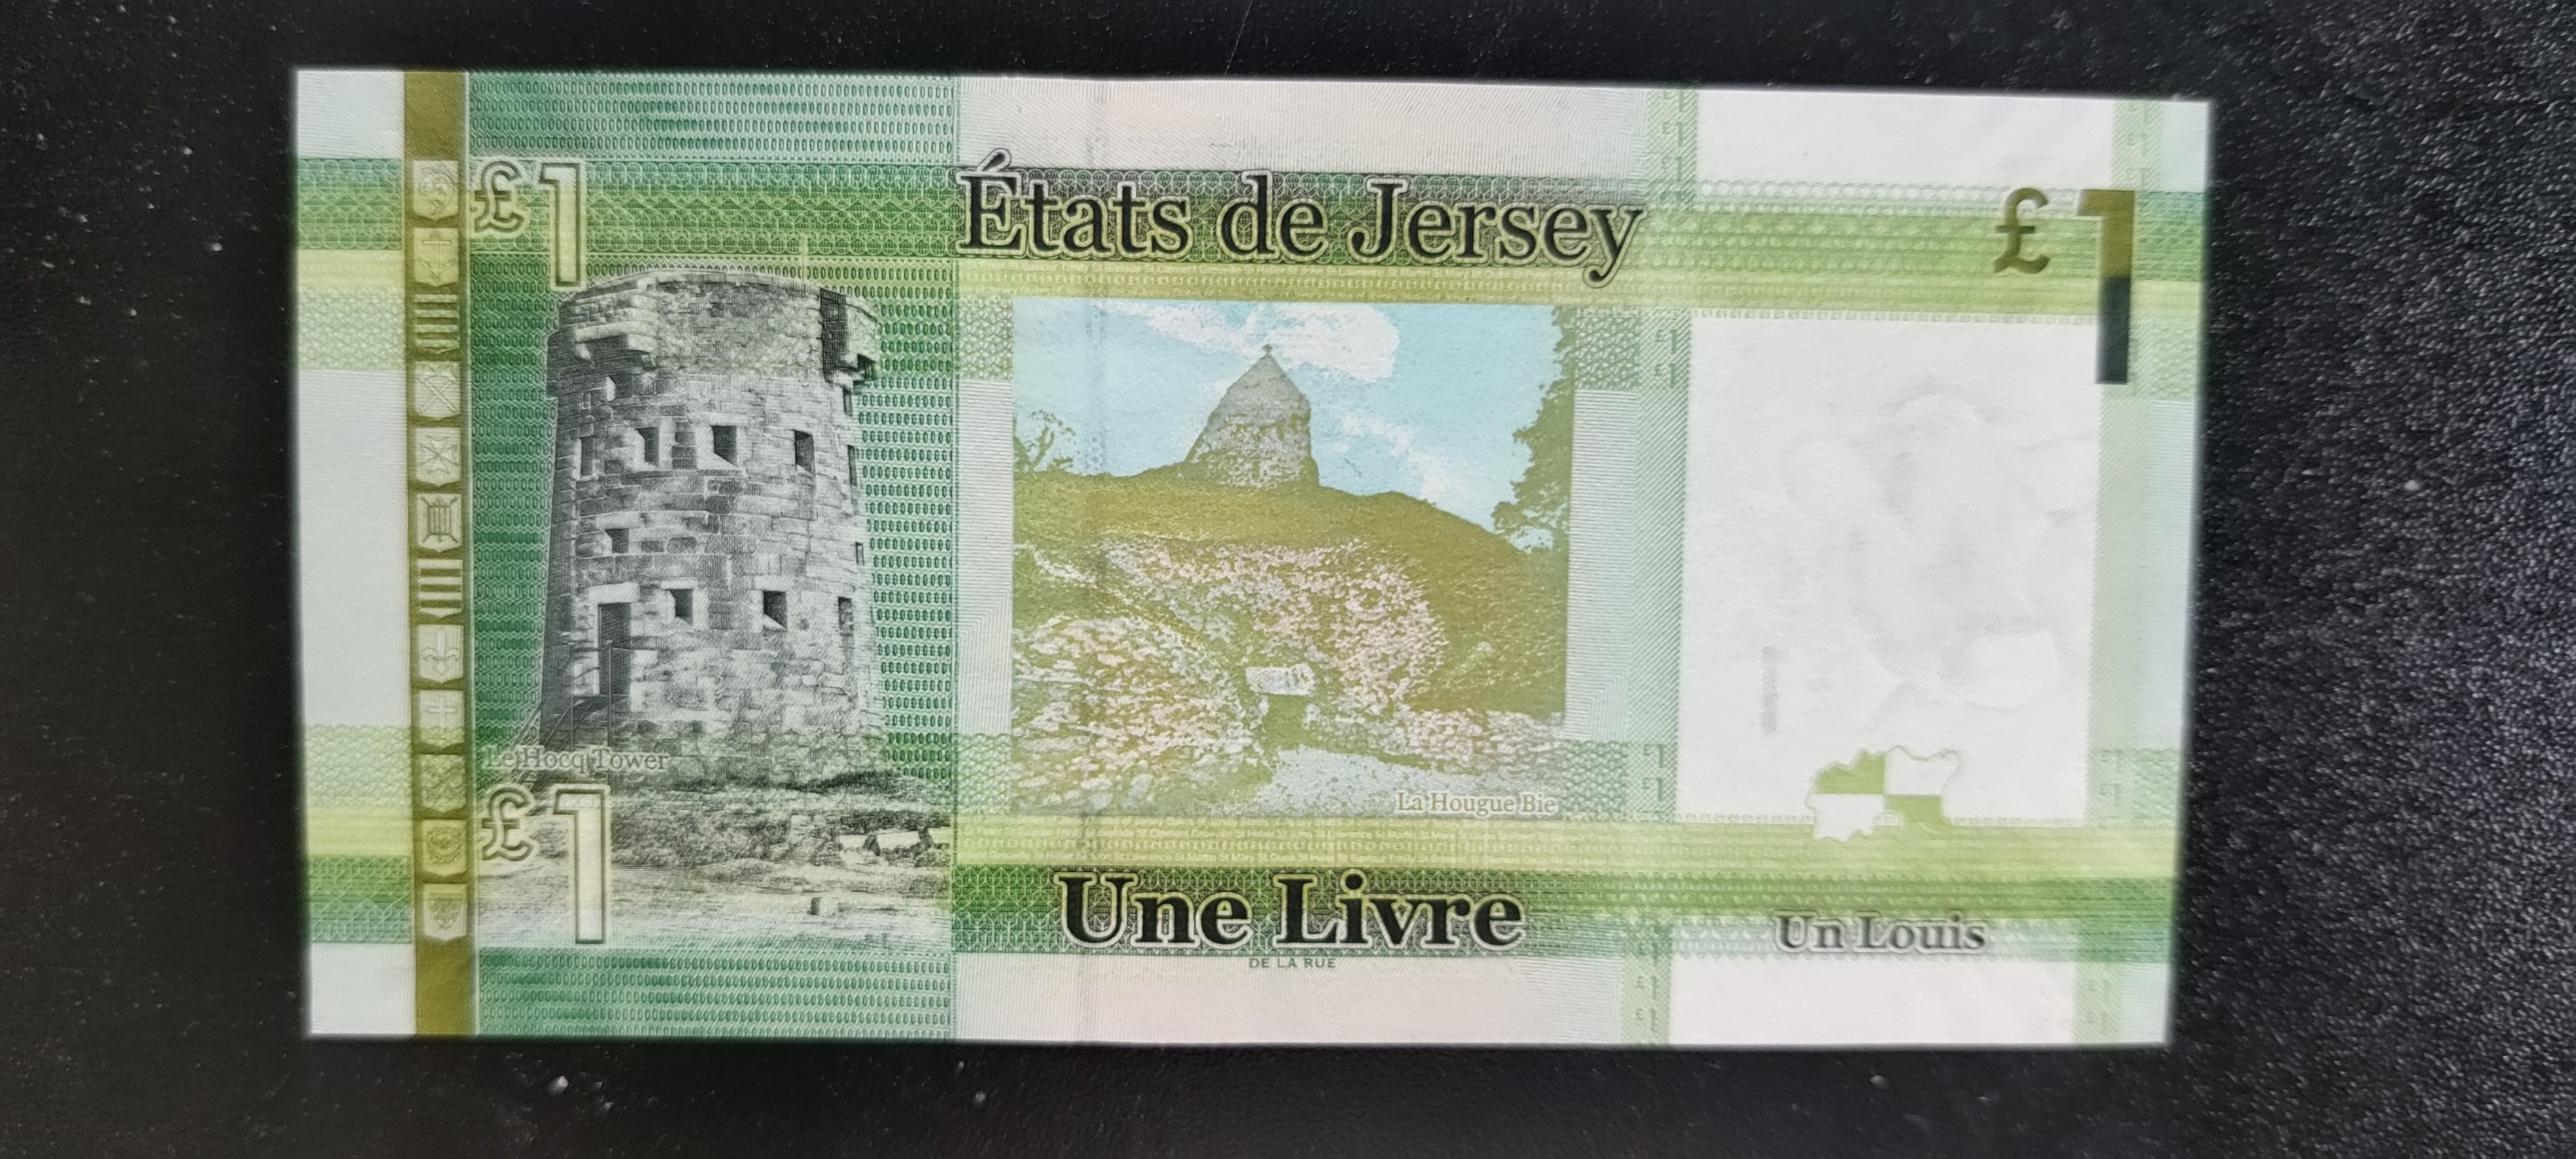 £1
États de Jersey
£1
Le Hocq Tower
La Hougue Bie
£1
Une Livre
Un Louis
DE LA RUE